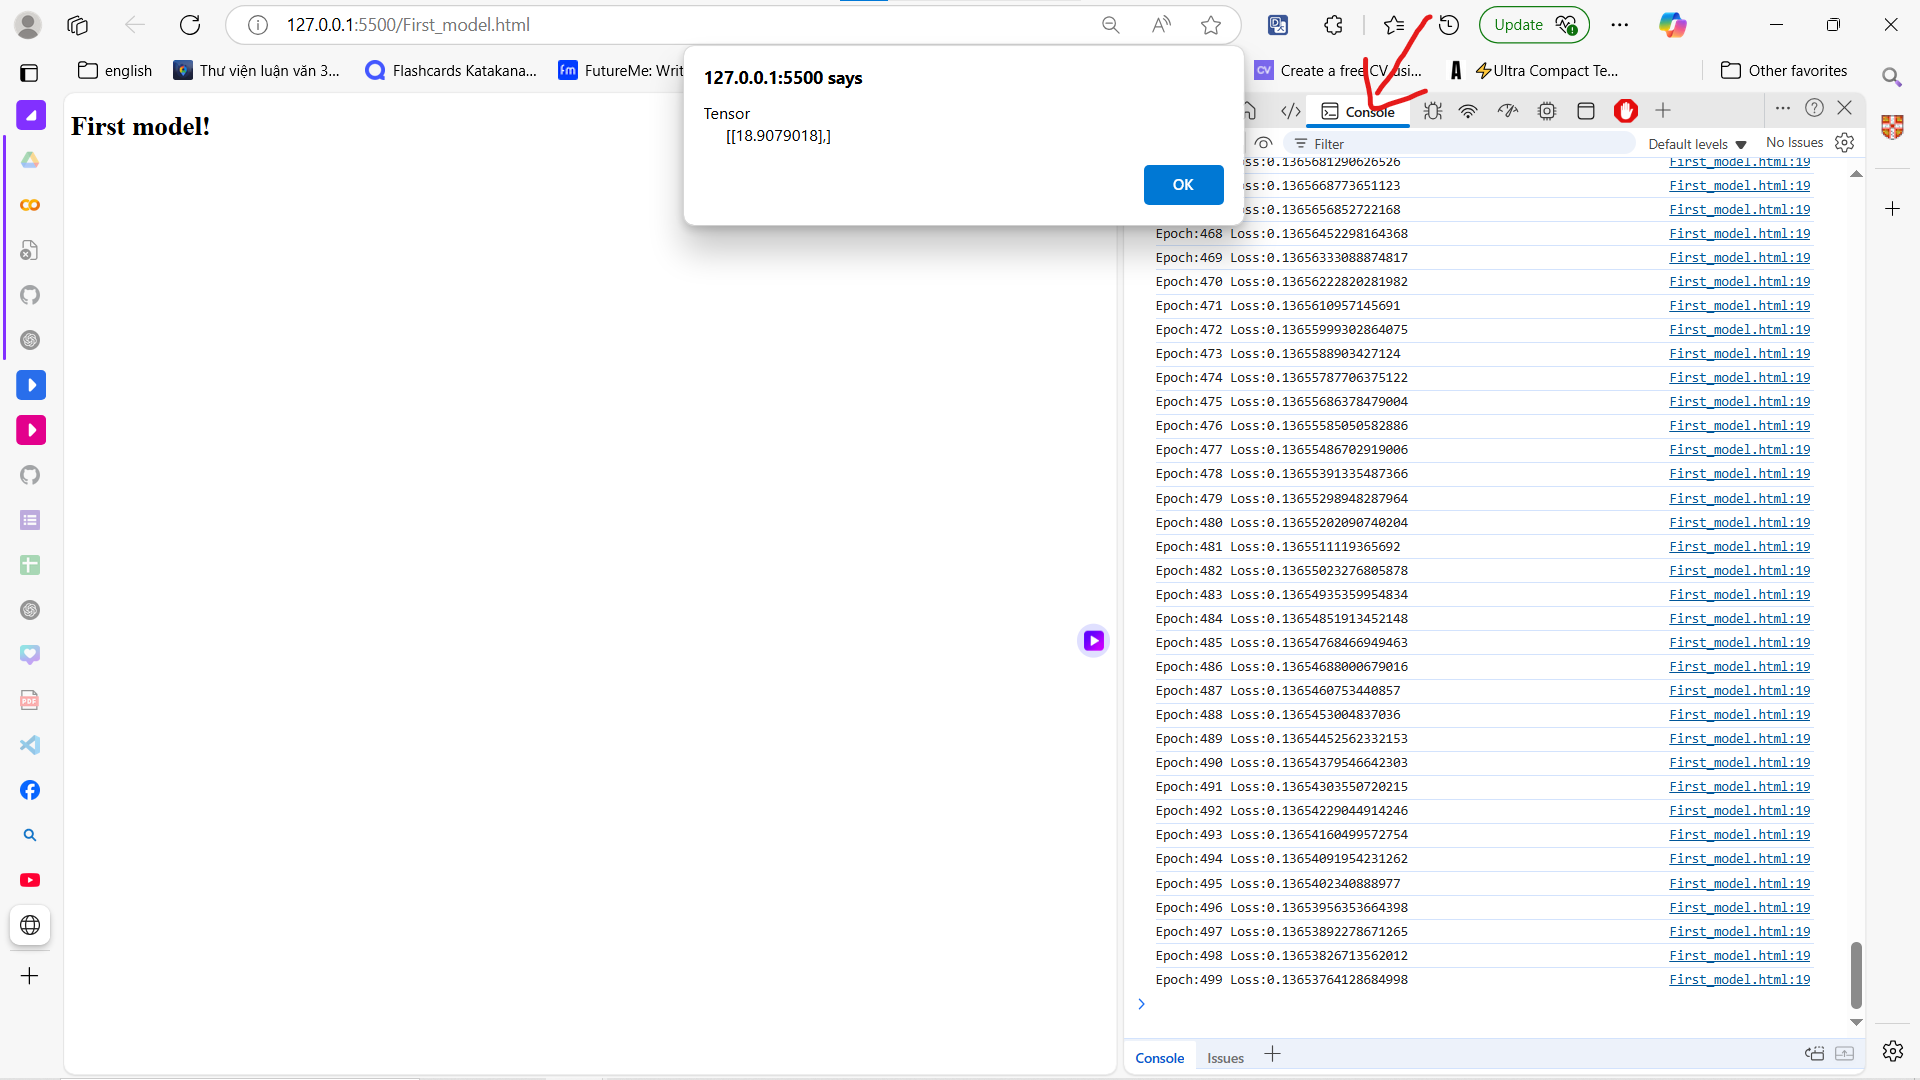 127.0.0.1:5500/First_model.html
Update
english
Thư viện luận văn 3...
Flashcards Katakana...
FutureMe: Writ
CV
Create a free CV usi...
⚡Ultra Compact Te...
Other favorites
127.0.0.1:5500 says
Tensor
[[18.9079018],]
OK
First model!
Console
Filter
Default levels
No Issues
ss:0.1365681290626526 First_model.html:19
ss:0.1365668773651123 First_model.html:19
ss:0.1365656852722168 First_model.html:19
Epoch:468 Loss:0.13656452298164368 First_model.html:19
Epoch:469 Loss:0.13656333088874817 First_model.html:19
Epoch:470 Loss:0.13656222820281982 First_model.html:19
Epoch:471 Loss:0.1365610957145691 First_model.html:19
Epoch:472 Loss:0.13655999302864075 First_model.html:19
Epoch:473 Loss:0.1365588903427124 First_model.html:19
Epoch:474 Loss:0.13655787706375122 First_model.html:19
Epoch:475 Loss:0.13655686378479004 First_model.html:19
Epoch:476 Loss:0.13655585050582886 First_model.html:19
Epoch:477 Loss:0.13655486702919006 First_model.html:19
Epoch:478 Loss:0.13655391335487366 First_model.html:19
Epoch:479 Loss:0.13655298948287964 First_model.html:19
Epoch:480 Loss:0.13655202090740204 First_model.html:19
Epoch:481 Loss:0.1365511119365692 First_model.html:19
Epoch:482 Loss:0.13655023276805878 First_model.html:19
Epoch:483 Loss:0.13654935359954834 First_model.html:19
Epoch:484 Loss:0.13654851913452148 First_model.html:19
Epoch:485 Loss:0.13654768466949463 First_model.html:19
Epoch:486 Loss:0.13654688000679016 First_model.html:19
Epoch:487 Loss:0.1365460753440857 First_model.html:19
Epoch:488 Loss:0.1365453004837036 First_model.html:19
Epoch:489 Loss:0.13654452562332153 First_model.html:19
Epoch:490 Loss:0.13654379546642303 First_model.html:19
Epoch:491 Loss:0.13654303550720215 First_model.html:19
Epoch:492 Loss:0.13654229044914246 First_model.html:19
Epoch:493 Loss:0.13654160499572754 First_model.html:19
Epoch:494 Loss:0.13654091954231262 First_model.html:19
Epoch:495 Loss:0.1365402340888977 First_model.html:19
Epoch:496 Loss:0.13653956353664398 First_model.html:19
Epoch:497 Loss:0.13653892278671265 First_model.html:19
Epoch:498 Loss:0.13653826713562012 First_model.html:19
Epoch:499 Loss:0.13653764128684998 First_model.html:19
Console
Issues